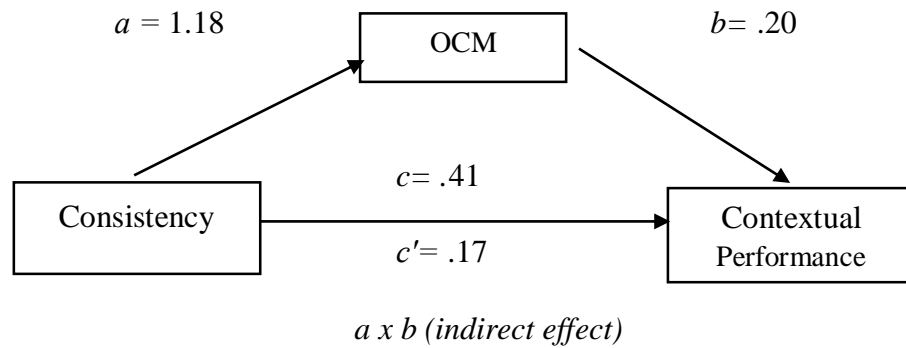 a = 1.18
OCM
b= .20
c= .41
Consistency
Contextual
Performance
c'= .17
a x b (indirect effect)